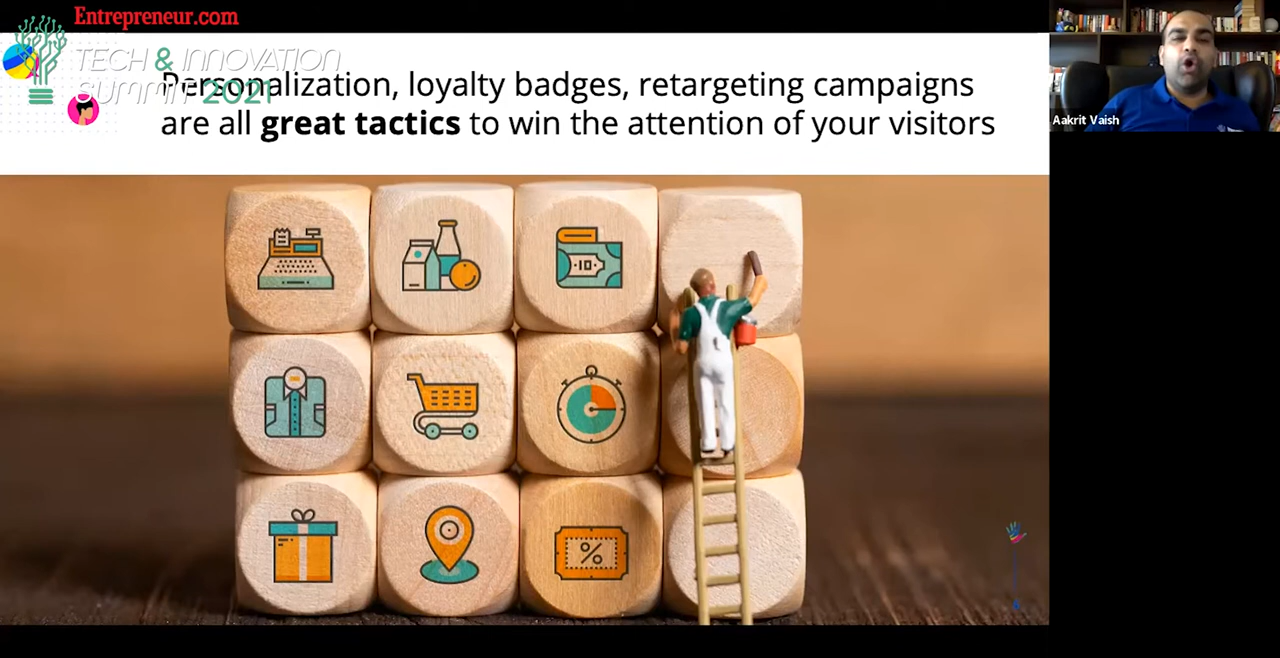 Entrepreneur.com
TECH & INNOVATION
SUMMIT 2021
Personalization, loyalty badges, retargeting campaigns
are all great tactics to win the attention of your visitors
Aakrit Vaish
10
%